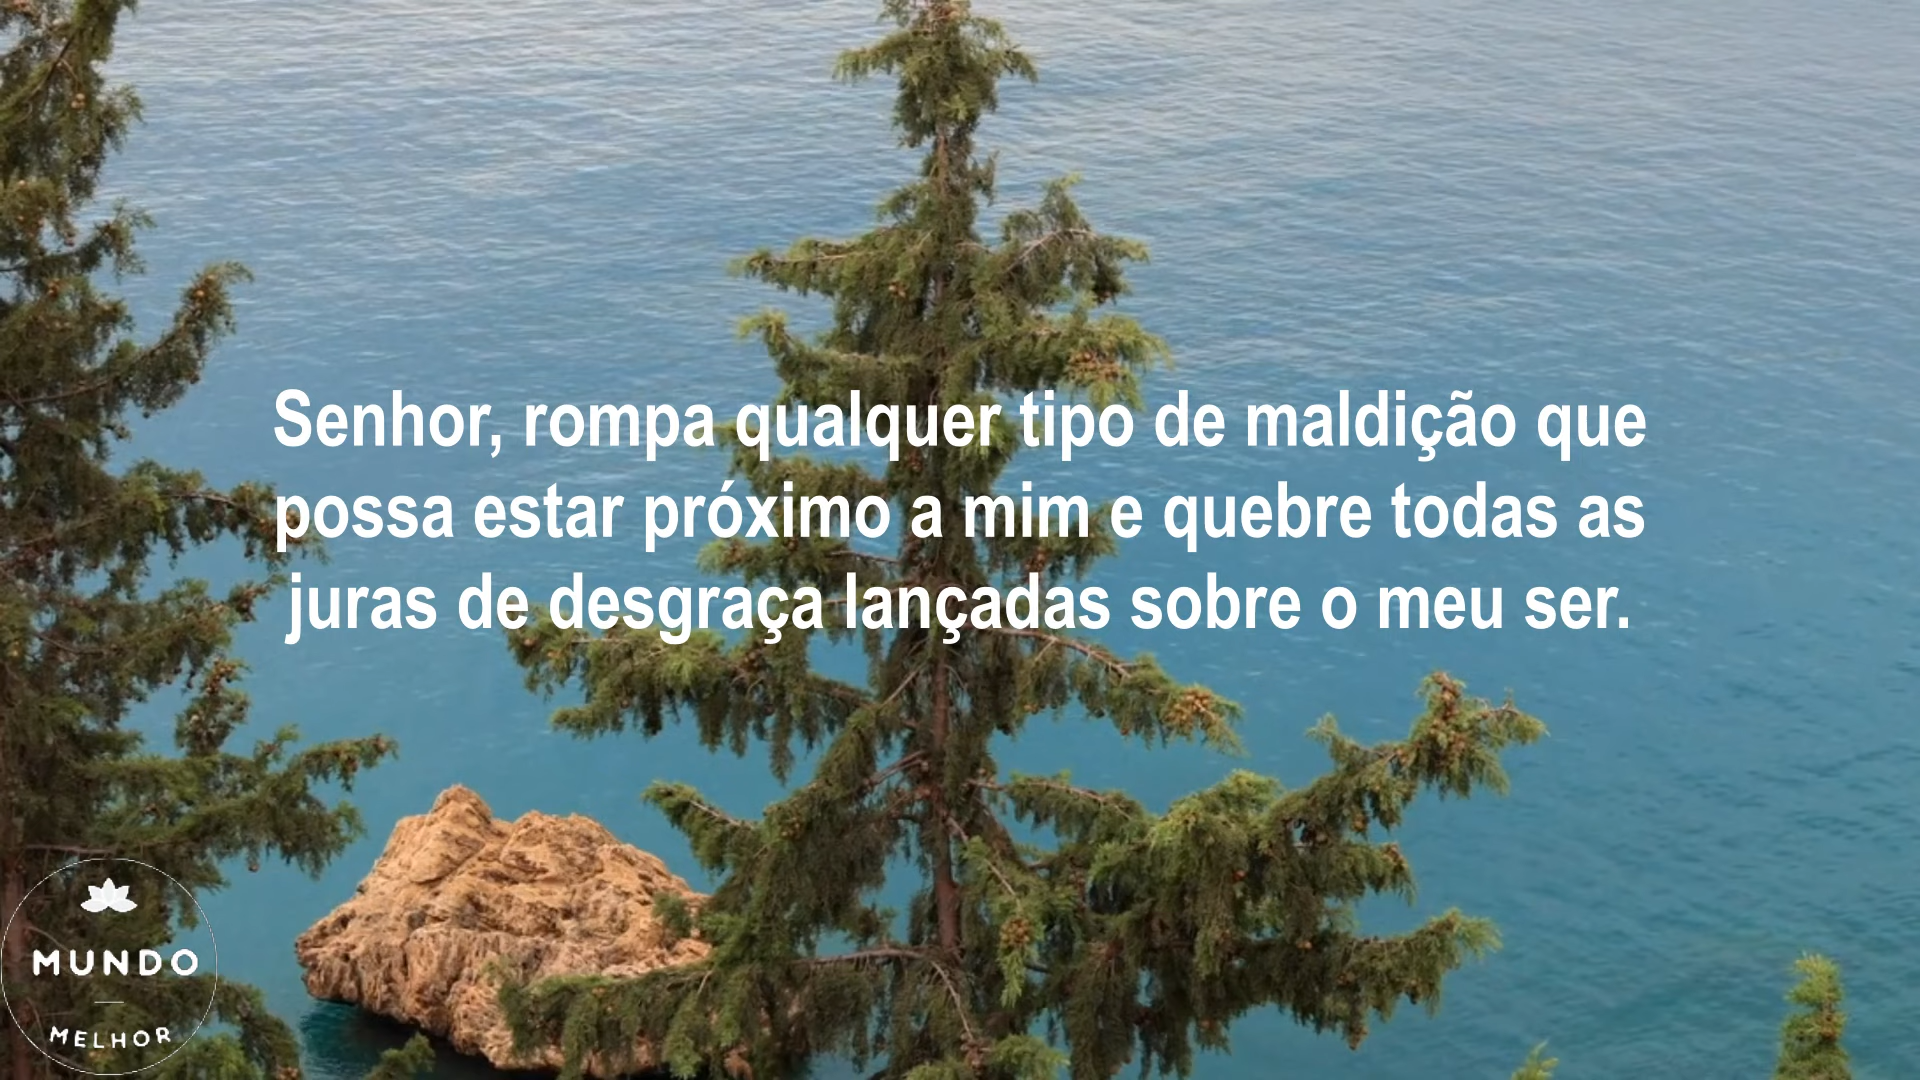 Senhor, rompa qualquer tipo de maldição que
possa estar próximo a mim e quebre todas as
juras de desgraça lançadas sobre o meu ser.
MUNDO
MELHOR